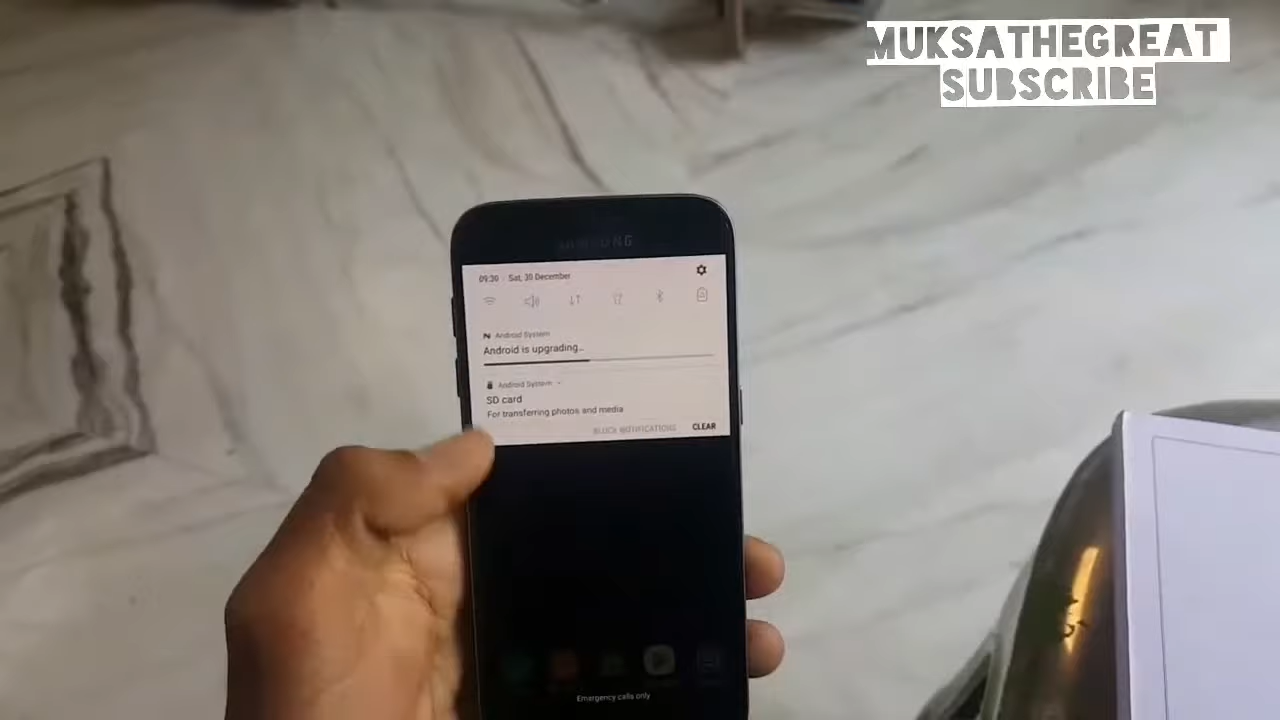 MUKSATHEGREAT
SUBSCRIBE
SAMSUNG
09:30 Sat, 30 December
Android System
Android is upgrading..
Android System
SD card
For transferring photos and media
BLOCK NOTIFICATIONS CLEAR
Emergency calls only